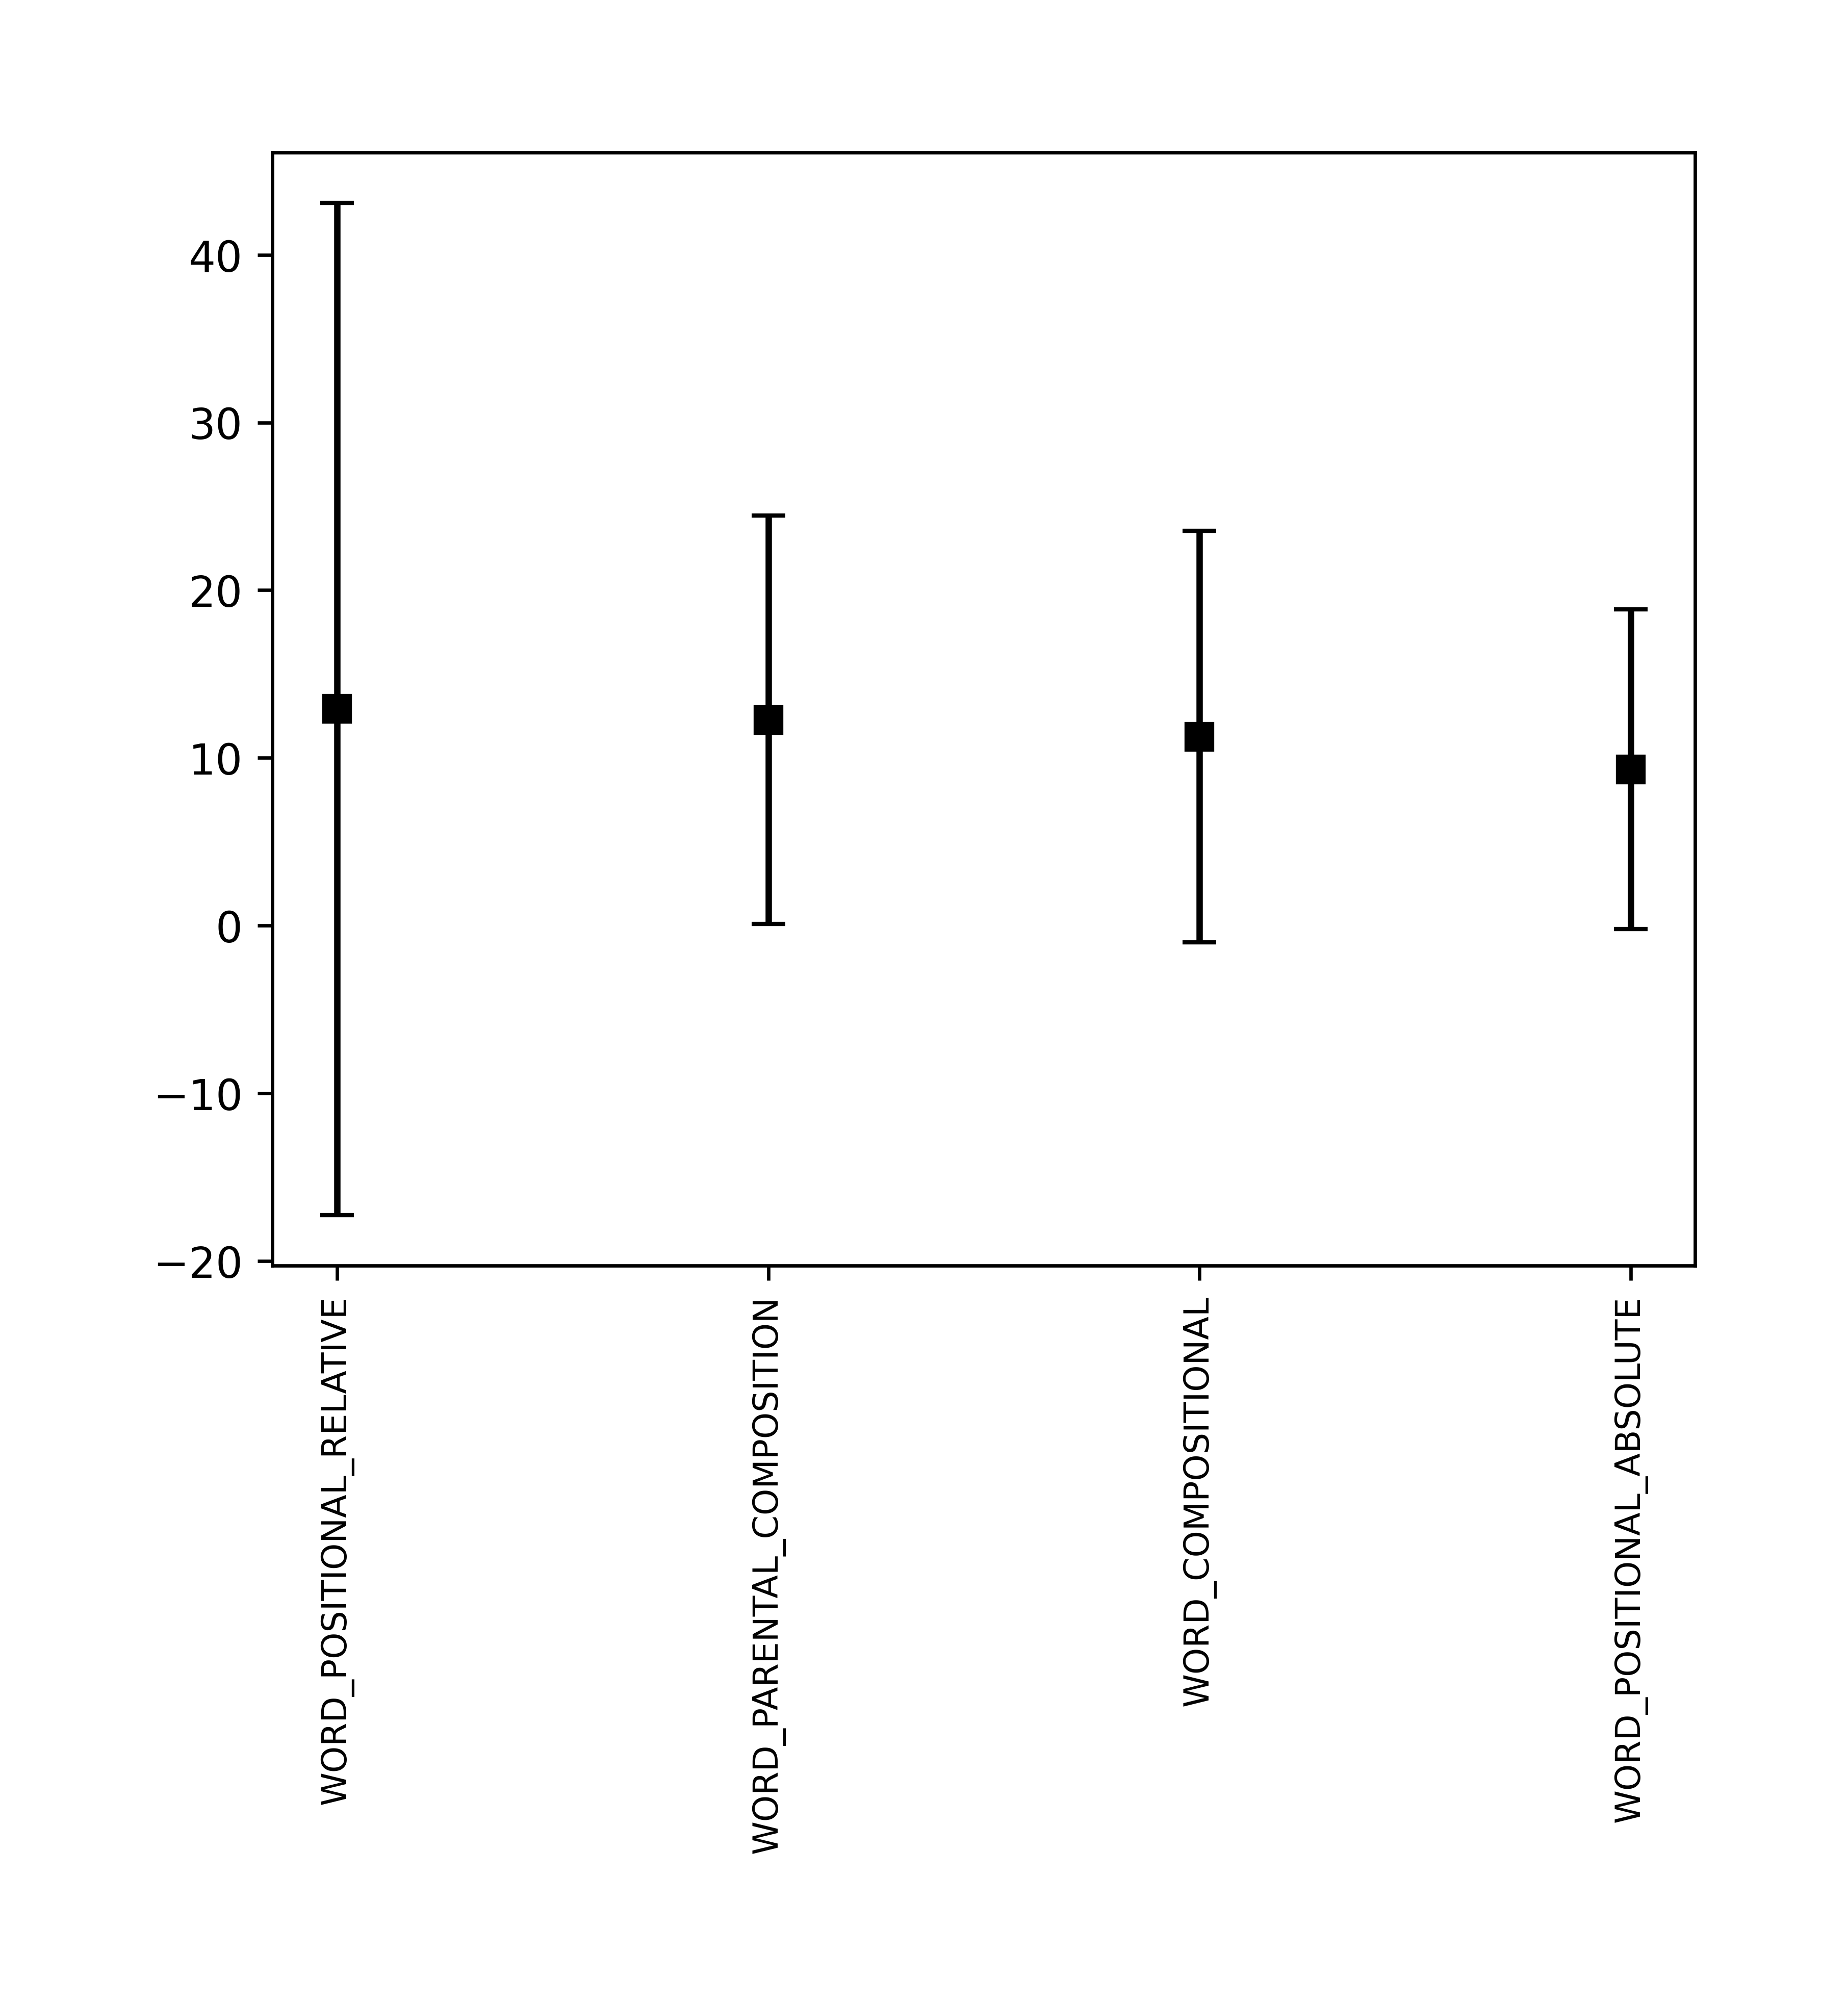 40
30
20
10
0
−10
−20
WORD_POSITIONAL_RELATIVE
WORD_PARENTAL_COMPOSITION
WORD_COMPOSITIONAL
WORD_POSITIONAL_ABSOLUTE